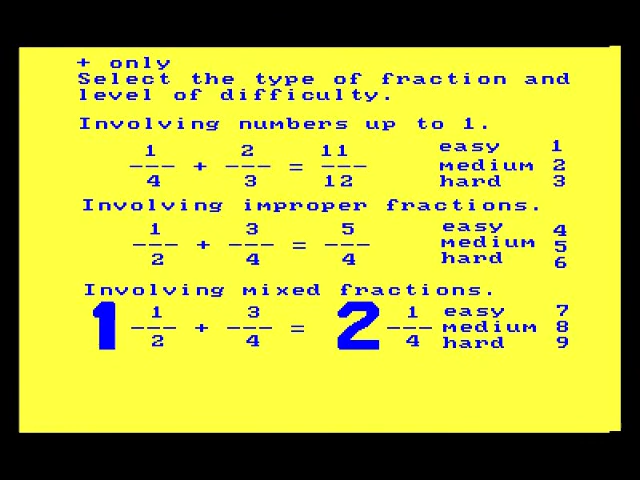 + only
Select the type of fraction and
level of difficulty.
Involving numbers up to 1.
1 2 11 easy 1
--- + --- = --- medium 2
4 3 12 hard 3
Involving improper fractions.
1 3 5 easy 4
--- + --- = --- medium 5
2 4 4 hard 6
Involving mixed fractions.
1 3 1 easy 7
1 --- + --- = 2 --- medium 8
2 4 4 hard 9